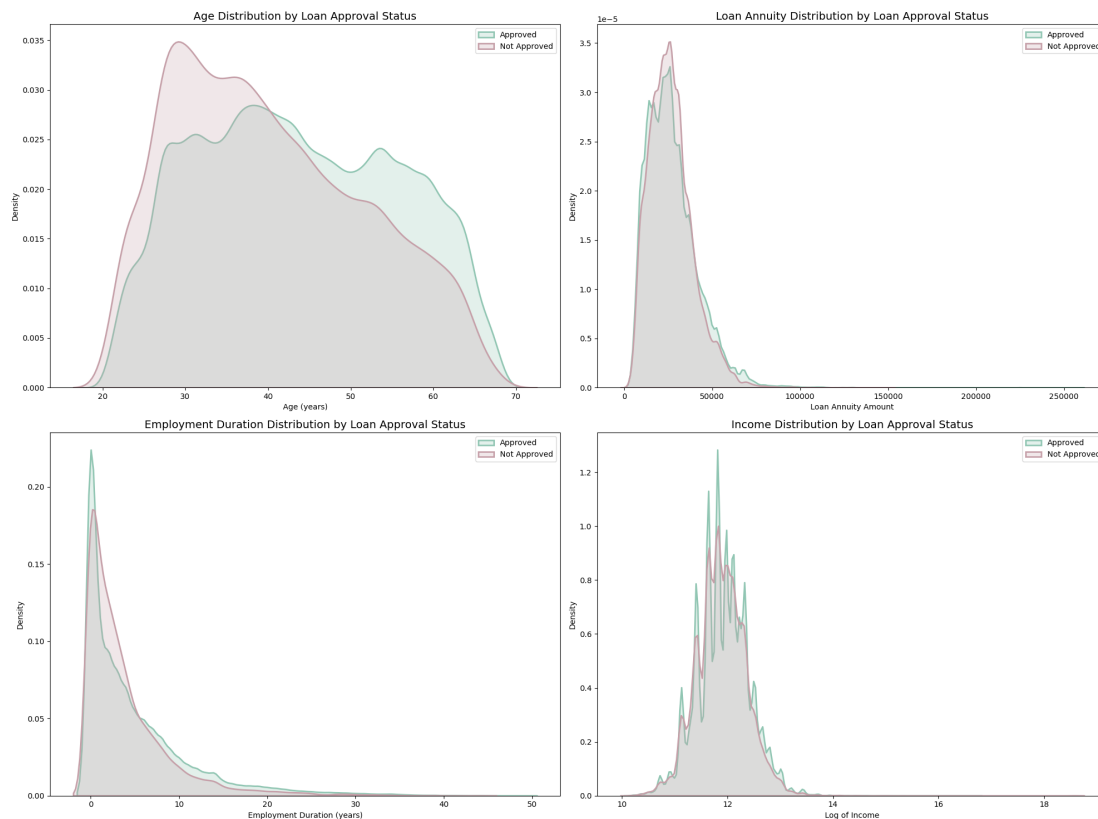 Age Distribution by Loan Approval Status
Approved
Not Approved
0.035
0.030
0.025
0.020
0.015
0.010
0.005
0.000
Density
20 30 40 50 60 70
Age (years)
Loan Annuity Distribution by Loan Approval Status
1e−5
Approved
Not Approved
3.5
3.0
2.5
2.0
1.5
1.0
0.5
0.0
Density
0 50000 100000 150000 200000 250000
Loan Annuity Amount
Employment Duration Distribution by Loan Approval Status
Approved
Not Approved
0.20
0.15
0.10
0.05
0.00
Density
0 10 20 30 40 50
Employment Duration (years)
Income Distribution by Loan Approval Status
Approved
Not Approved
1.2
1.0
0.8
0.6
0.4
0.2
0.0
Density
10 12 14 16 18
Log of Income